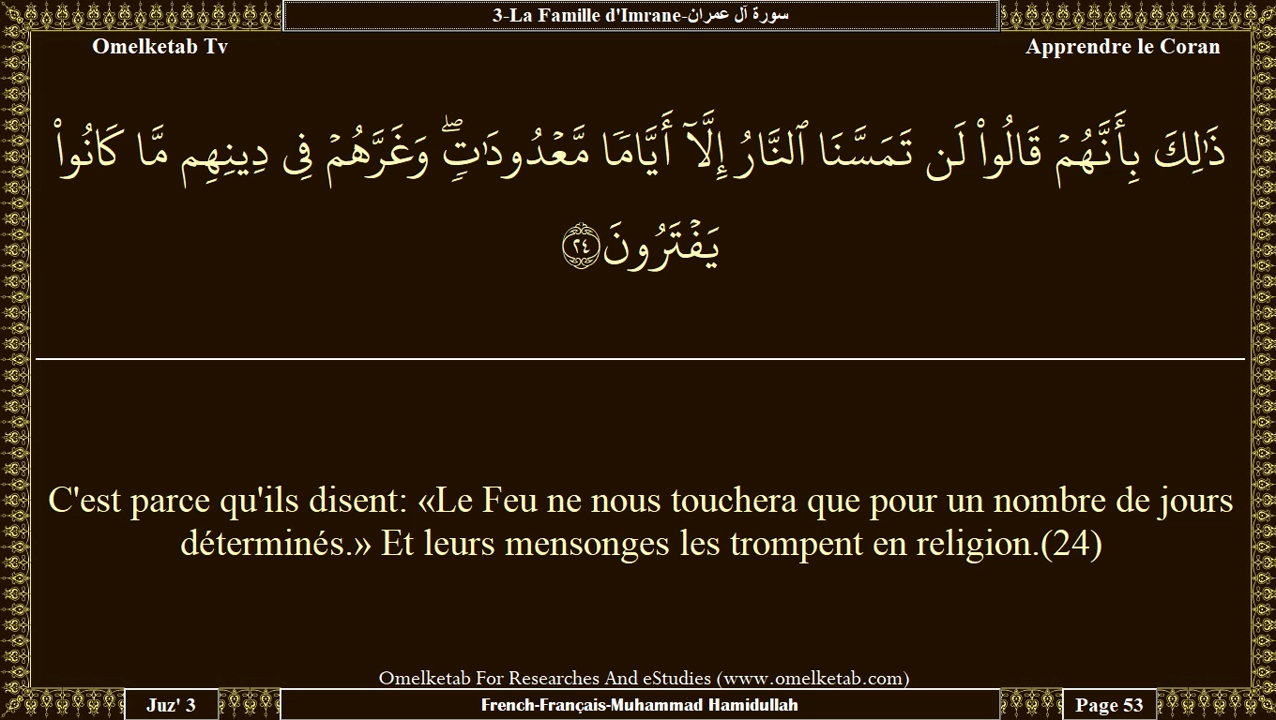 3-La Famille d'Imrane-سورة آل عمران
Omelketab Tv
Apprendre le Coran
ذَٰلِكَ بِأَنَّهُمۡ قَالُواْ لَن تَمَسَّنَا ٱلنَّارُ إِلَّآ أَيَّامٗا مَّعۡدُودَٰتٖۖ وَغَرَّهُمۡ فِي دِينِهِم مَّا كَانُواْ
يَفۡتَرُونَ ٢٤
C'est parce qu'ils disent: «Le Feu ne nous touchera que pour un nombre de jours
déterminés.» Et leurs mensonges les trompent en religion.(24)
Omelketab For Researches And eStudies (www.omelketab.com)
Juz' 3
French-Français-Muhammad Hamidullah
Page 53